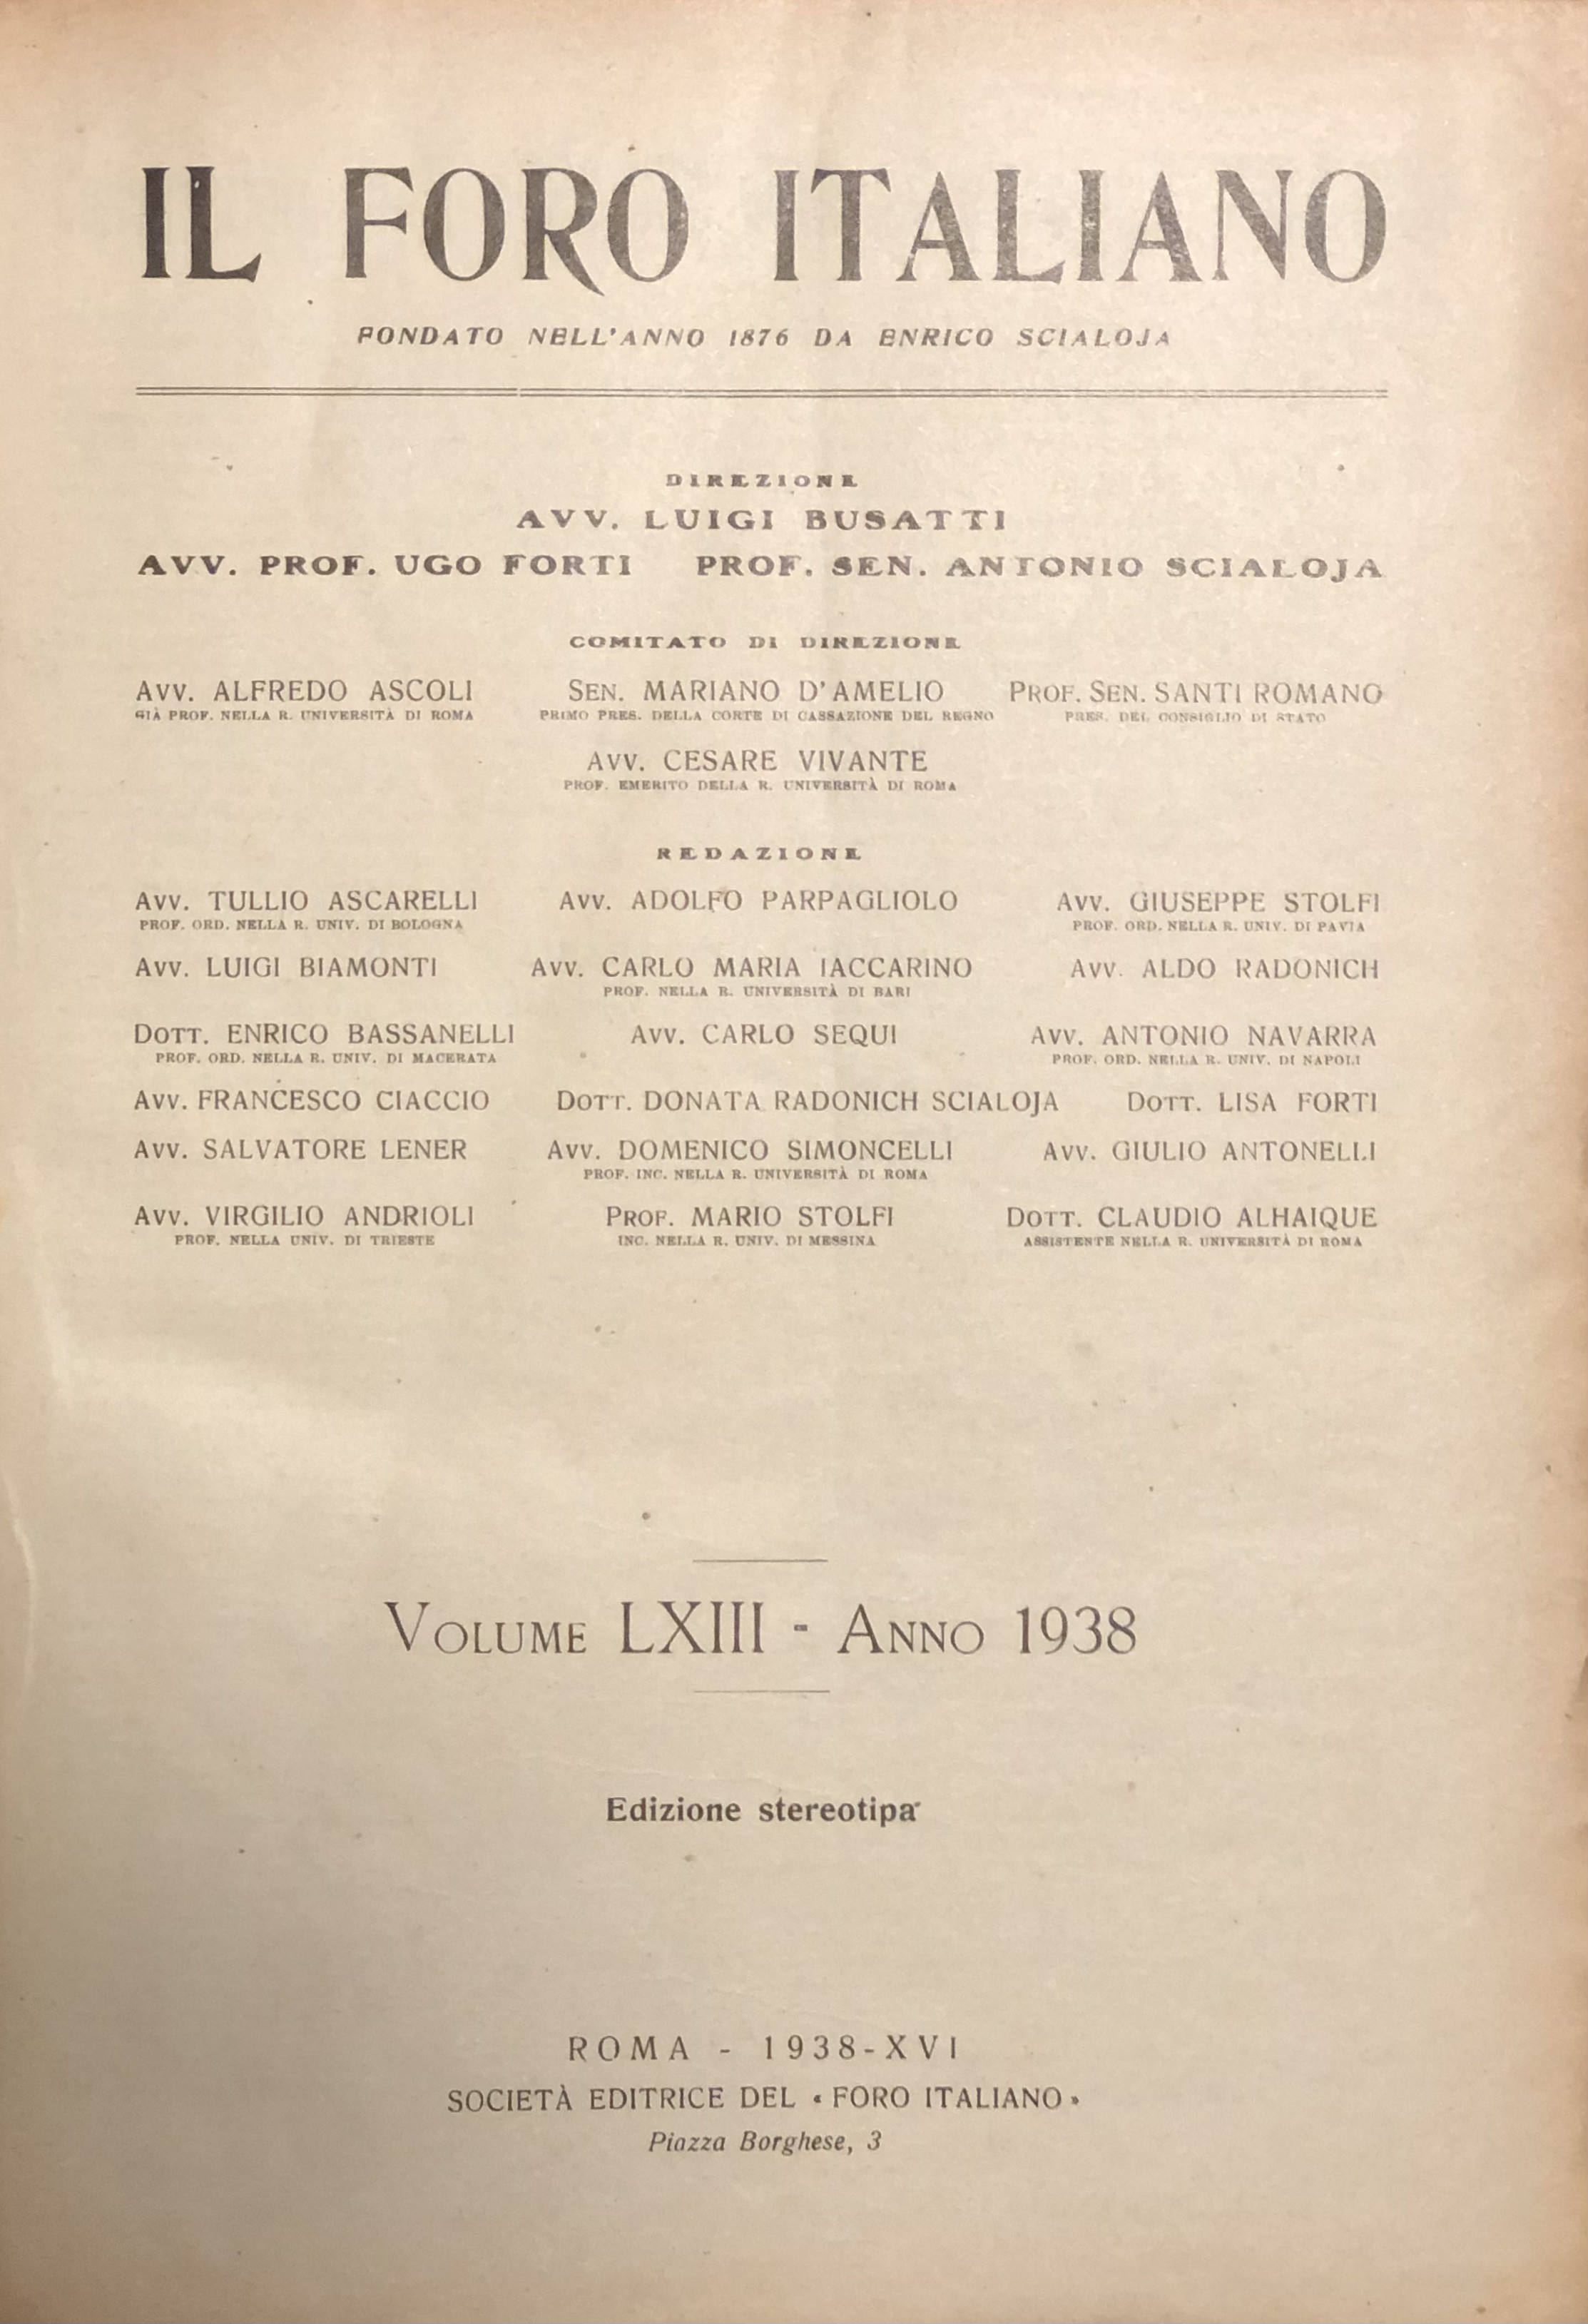 IL FORO ITALIANO
FONDATO NELL'ANNO 1876 DA ENRICO SCIALOJA
DIREZIONE
AVV. LUIGI BUSATTI
AVV. PROF. UGO FORTI PROF. SEN. ANTONIO SCIALOJA
COMITATO DI DIREZIONE
AVV. ALFREDO ASCOLI SEN. MARIANO D'AMELIO PROF. SEN. SANTI ROMANO
GIÀ PROF. NELLA R. UNIVERSITÀ DI ROMA PRIMO PRES. DELLA CORTE DI CASSAZIONE DEL REGNO PRES. DEL CONSIGLIO DI STATO
AVV. CESARE VIVANTE
PROF. EMERITO DELLA R. UNIVERSITÀ DI ROMA
REDAZIONE
AVV. TULLIO ASCARELLI AVV. ADOLFO PARPAGLIOLO AVV. GIUSEPPE STOLFI
PROF. ORD. NELLA R. UNIV. DI BOLOGNA PROF. ORD. NELLA R. UNIV. DI PAVIA
AVV. LUIGI BIAMONTI AVV. CARLO MARIA IACCARINO AVV. ALDO RADONICH
PROF. NELLA R. UNIVERSITÀ DI BARI
DOTT. ENRICO BASSANELLI AVV. CARLO SEQUI AVV. ANTONIO NAVARRA
PROF. ORD. NELLA R. UNIV. DI MACERATA PROF. ORD. NELLA R. UNIV. DI NAPOLI
AVV. FRANCESCO CIACCIO DOTT. DONATA RADONICH SCIALOJA DOTT. LISA FORTI
AVV. SALVATORE LENER AVV. DOMENICO SIMONCELLI AVV. GIULIO ANTONELLI
PROF. INC. NELLA R. UNIVERSITÀ DI ROMA
AVV. VIRGILIO ANDRIOLI PROF. MARIO STOLFI DOTT. CLAUDIO ALHAIQUE
PROF. NELLA UNIV. DI TRIESTE INC. NELLA R. UNIV. DI MESSINA ASSISTENTE NELLA R. UNIVERSITÀ DI ROMA
VOLUME LXIII - ANNO 1938
Edizione stereotipa
ROMA - 1938-XVI
SOCIETÀ EDITRICE DEL « FORO ITALIANO »
Piazza Borghese, 3